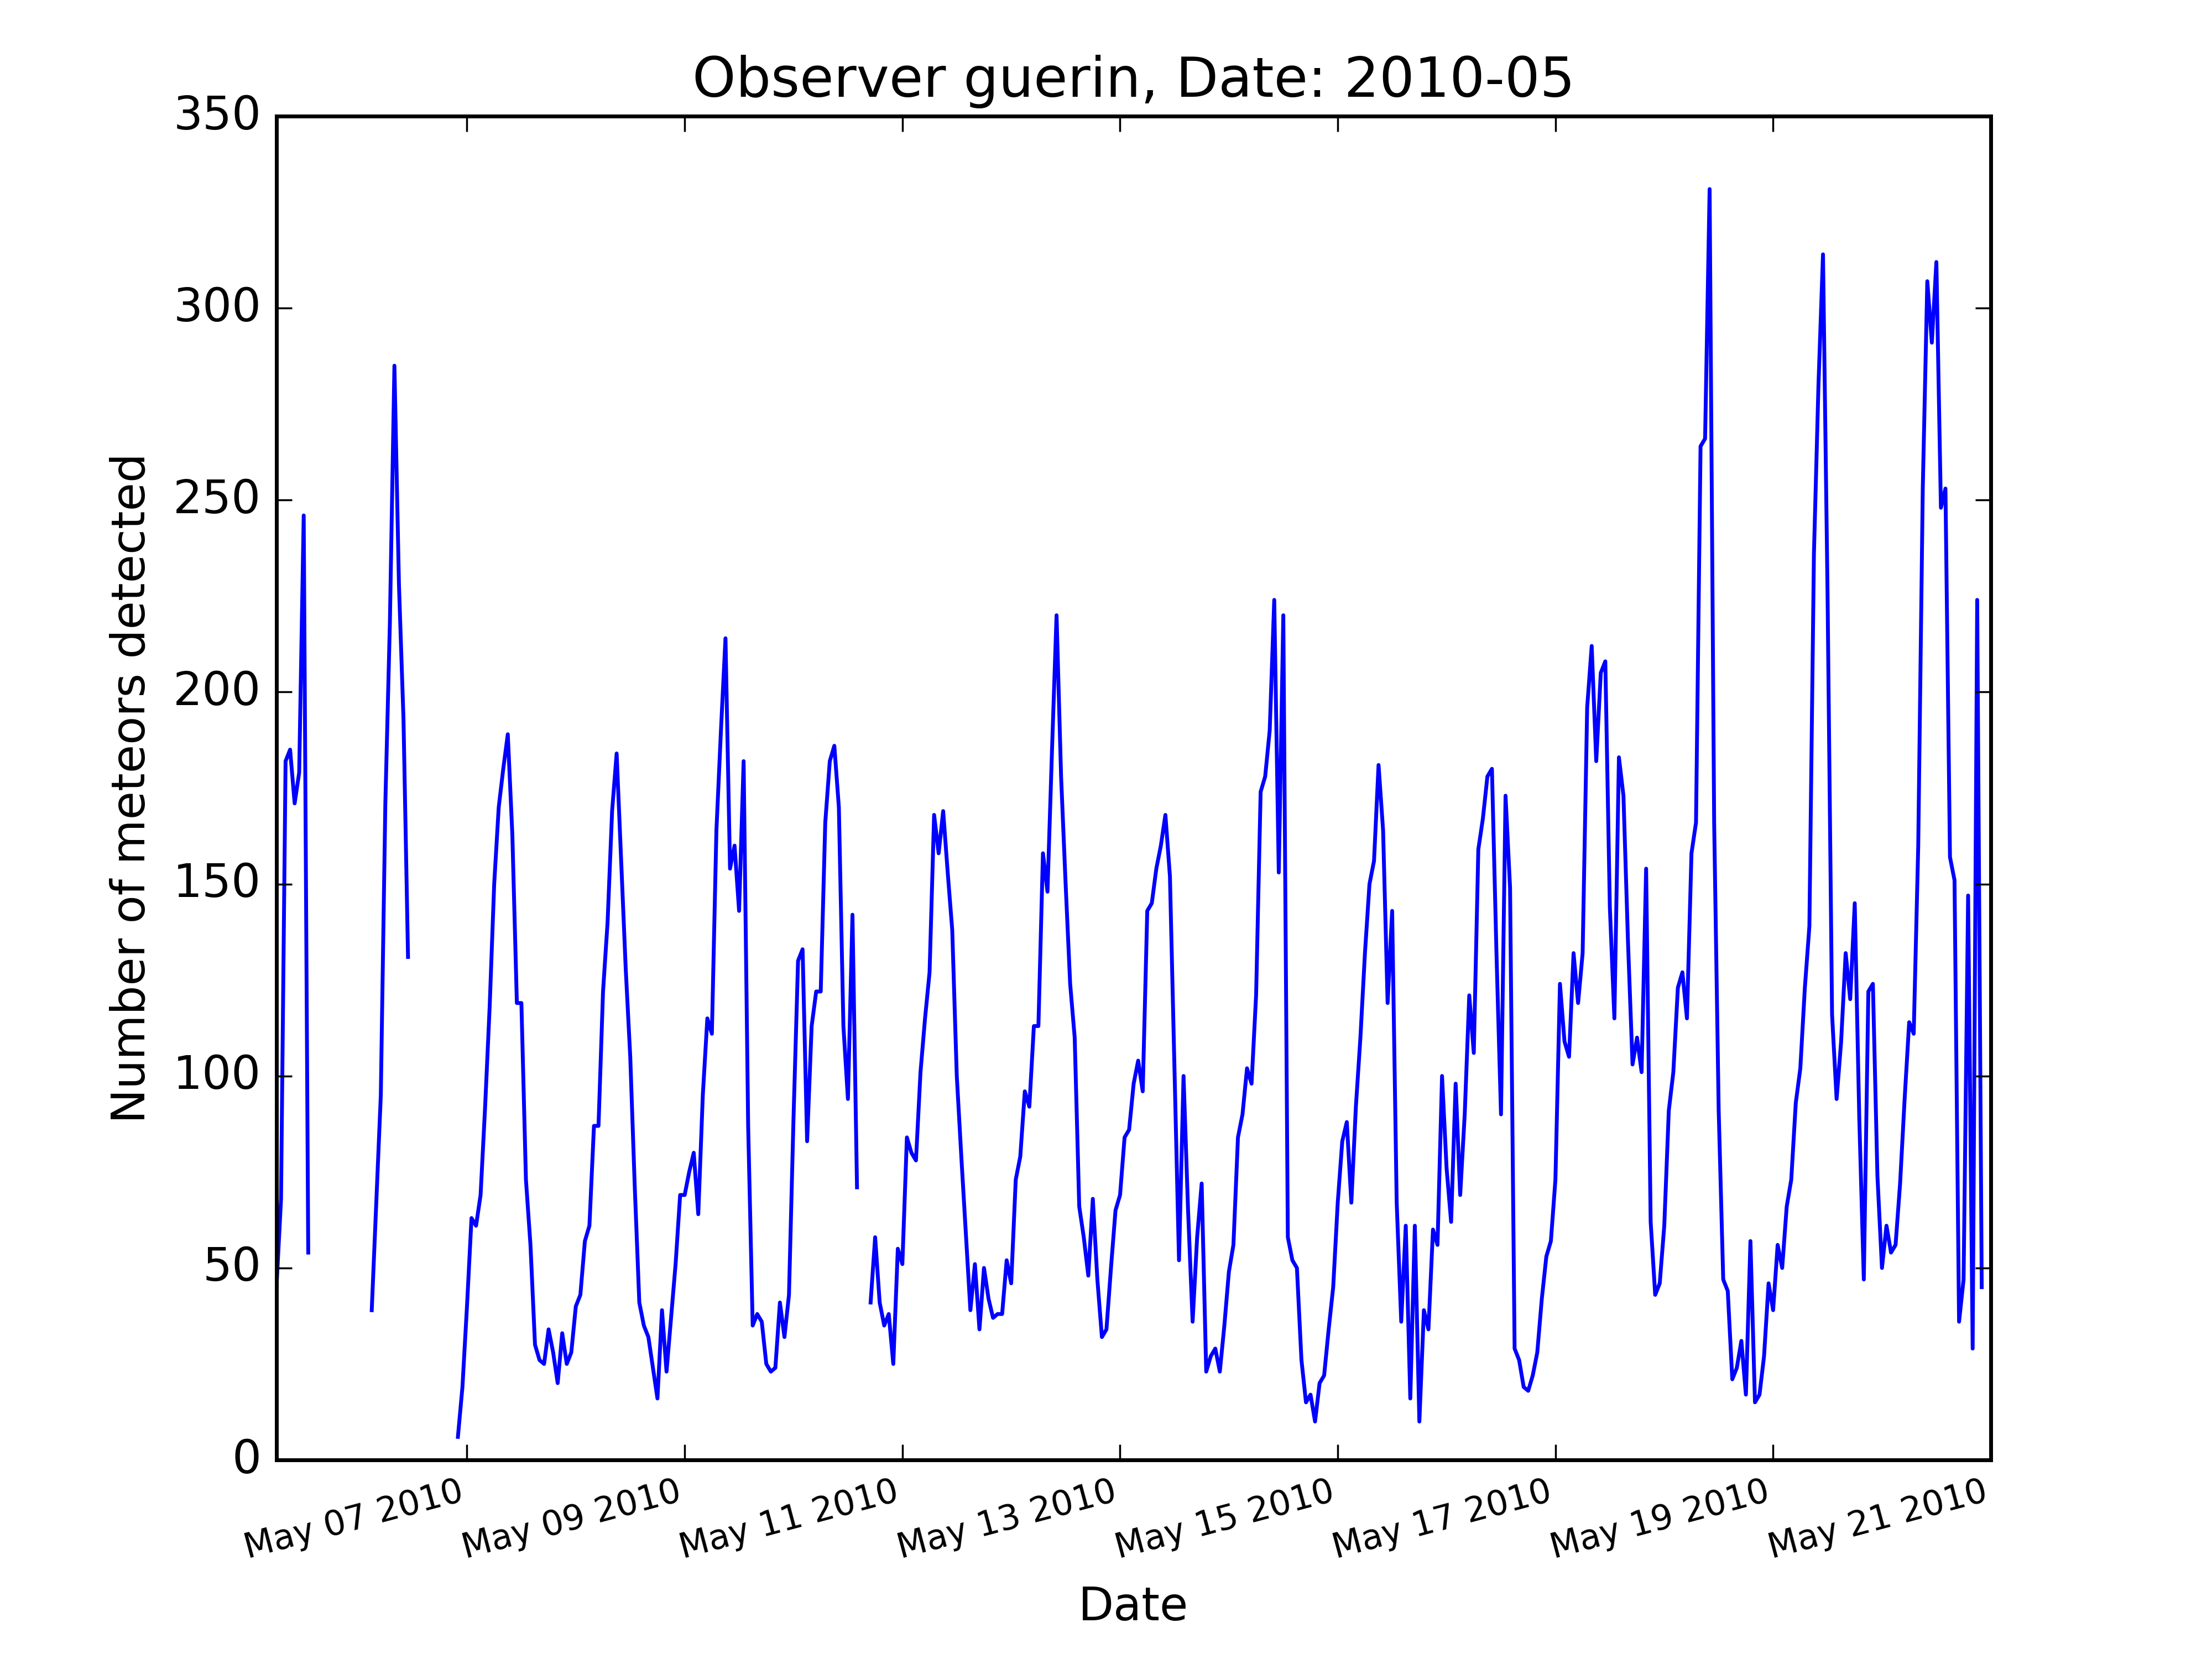 Observer guerin, Date: 2010-05
350
300
250
200
150
100
50
0
Number of meteors detected
May 07 2010
May 09 2010
May 11 2010
May 13 2010
May 15 2010
May 17 2010
May 19 2010
May 21 2010
Date